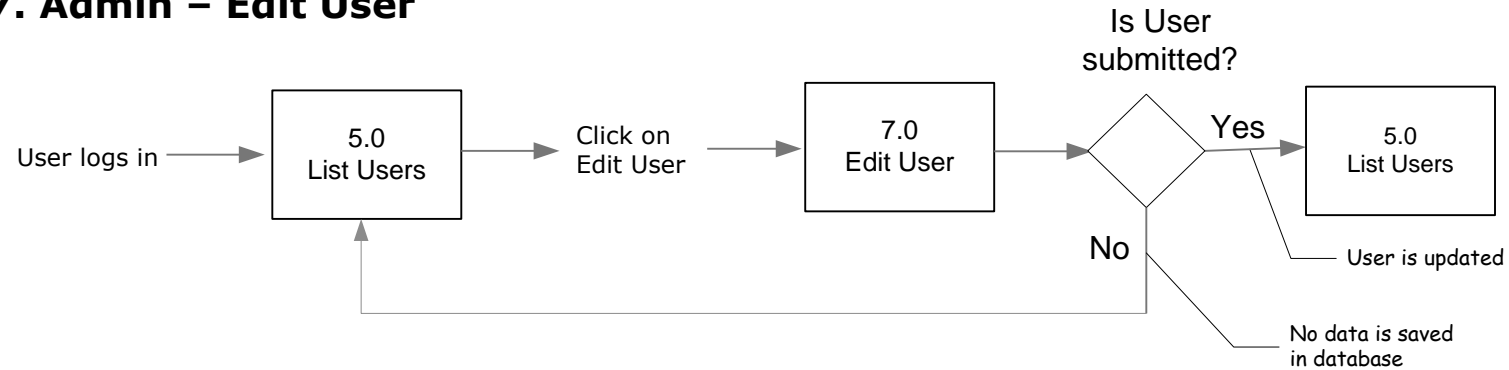 7. Admin – Edit User
Is User
submitted?
User logs in
5.0
List Users
Click on
Edit User
7.0
Edit User
Yes
5.0
List Users
No
User is updated
No data is saved
in database